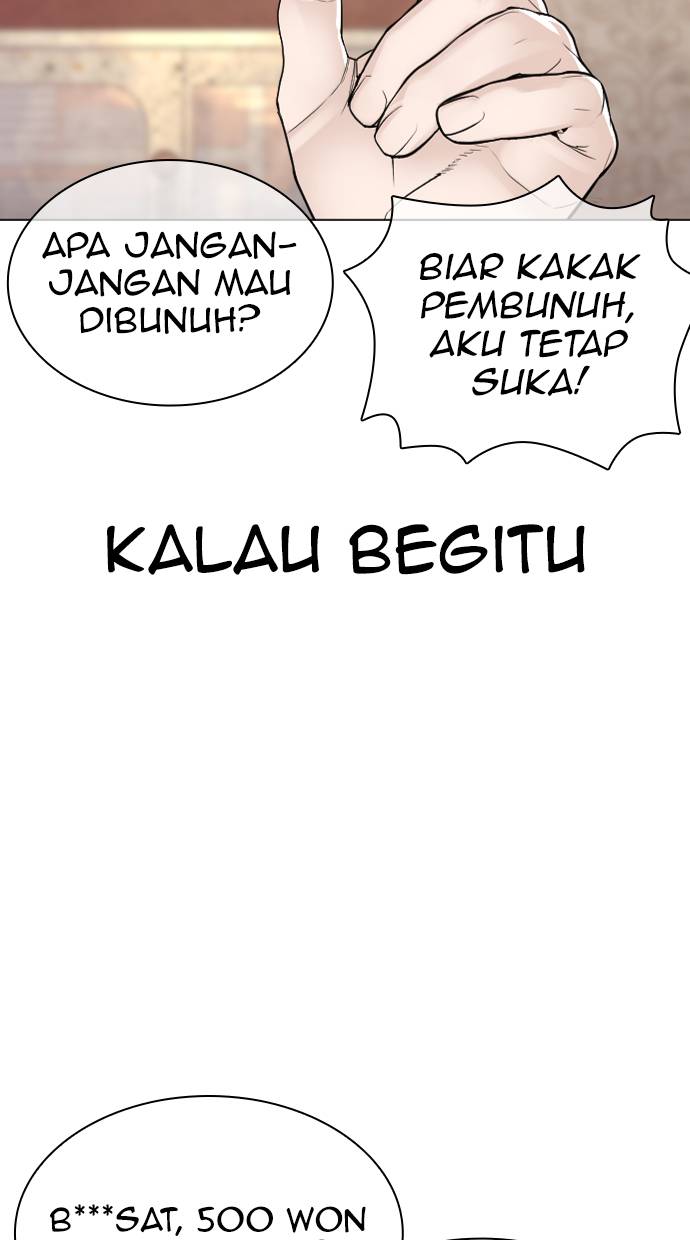 APA JANGAN-
JANGAN MAU
DIBUNUH?
BIAR KAKAK
PEMBUNUH,
AKU TETAP
SUKA!
KALAU BEGITU
B***SAT, 500 WON